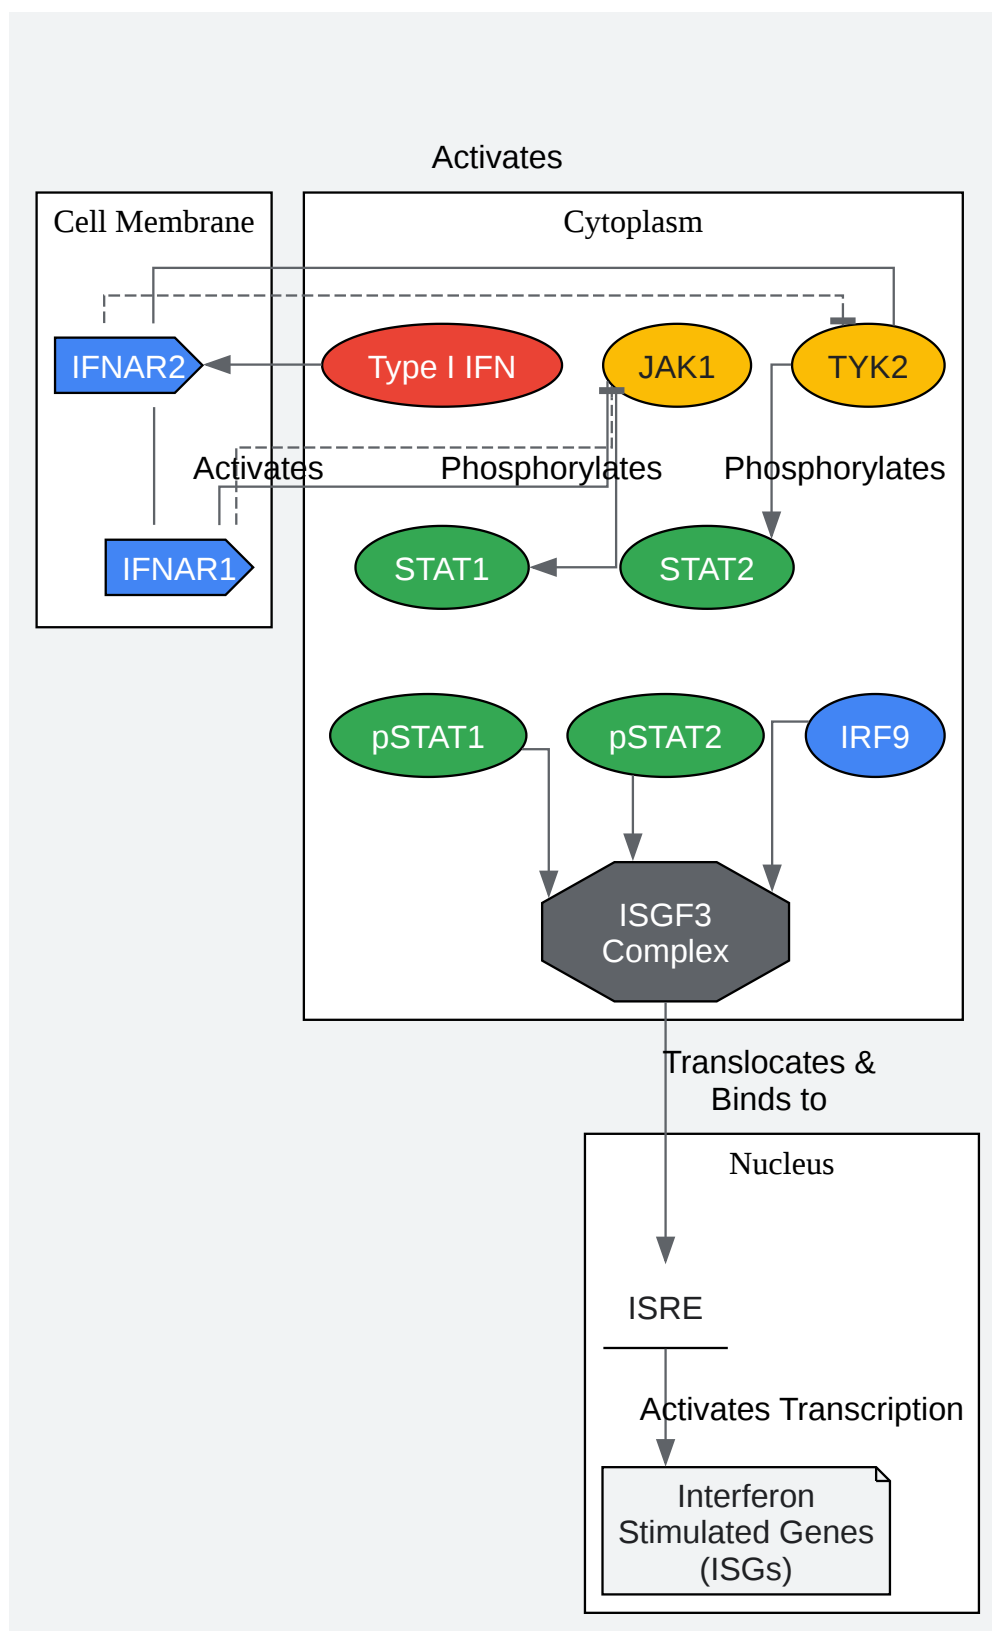 Activates
Cell Membrane
Cytoplasm
IFNAR2
Type I IFN
JAK1
TYK2
Activates
Phosphorylates
Phosphorylates
IFNAR1
STAT1
STAT2
pSTAT1
pSTAT2
IRF9
ISGF3
Complex
Translocates &
Binds to
Nucleus
ISRE
Activates Transcription
Interferon
Stimulated Genes
(ISGs)